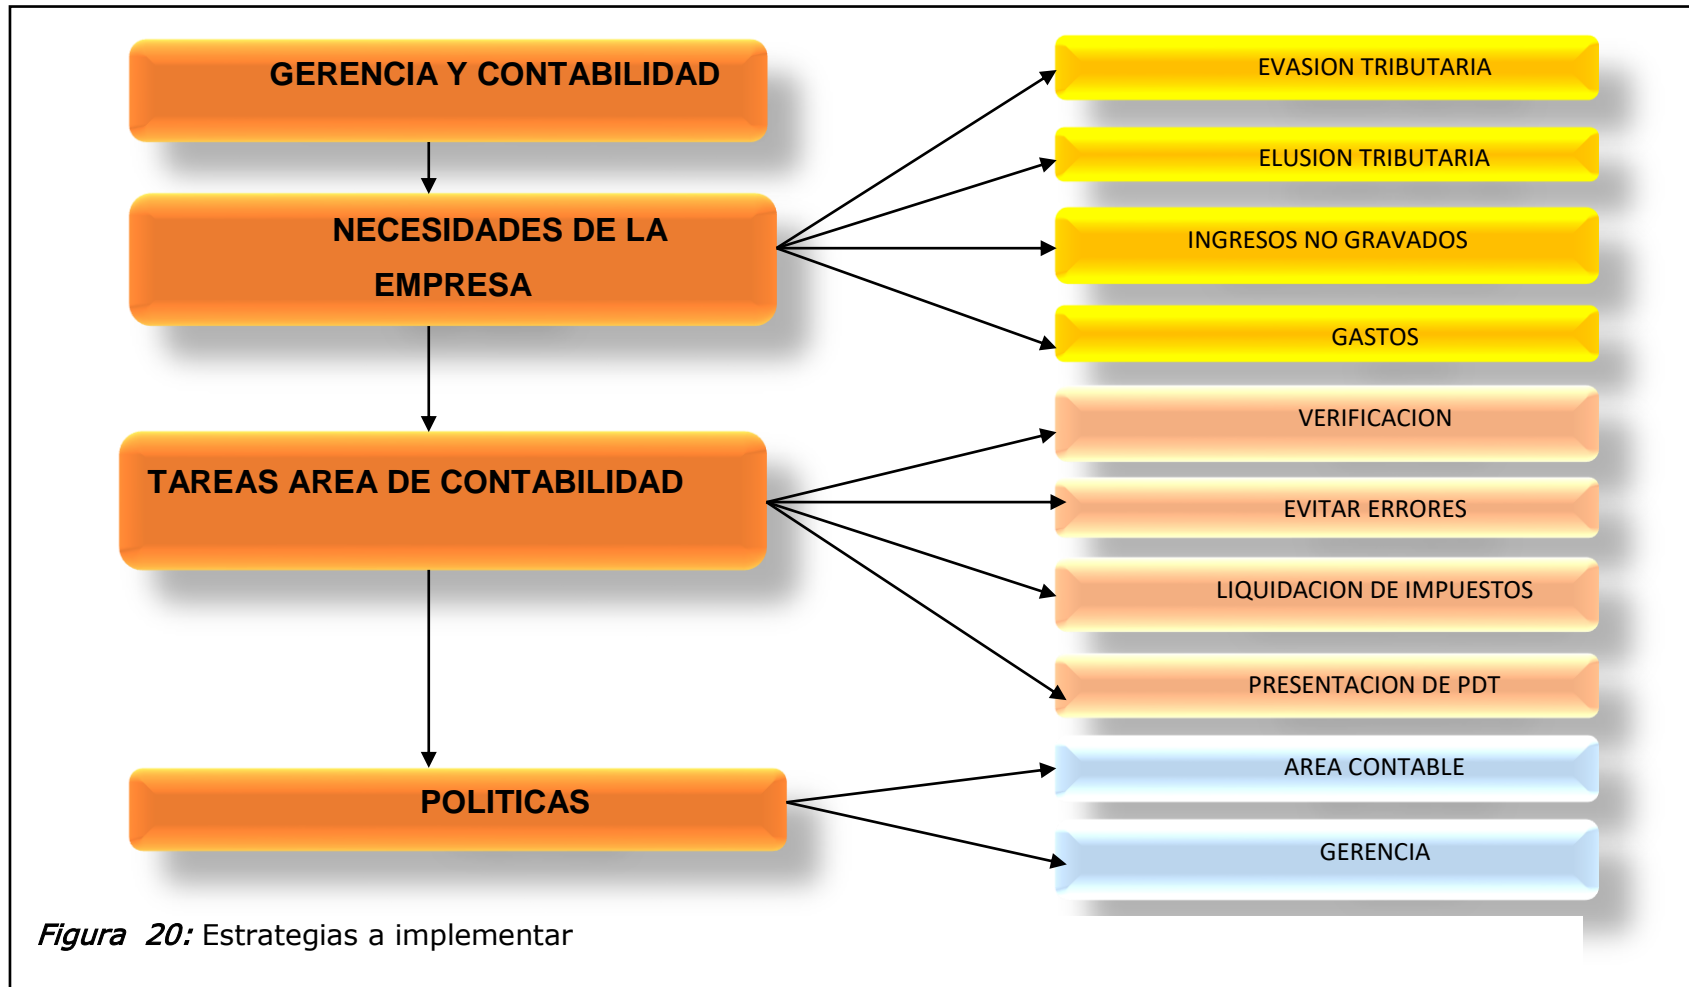 GERENCIA Y CONTABILIDAD
NECESIDADES DE LA
EMPRESA
TAREAS AREA DE CONTABILIDAD
POLITICAS
EVASION TRIBUTARIA
ELUSION TRIBUTARIA
INGRESOS NO GRAVADOS
GASTOS
VERIFICACION
EVITAR ERRORES
LIQUIDACION DE IMPUESTOS
PRESENTACION DE PDT
AREA CONTABLE
GERENCIA
Figura 20: Estrategias a implementar